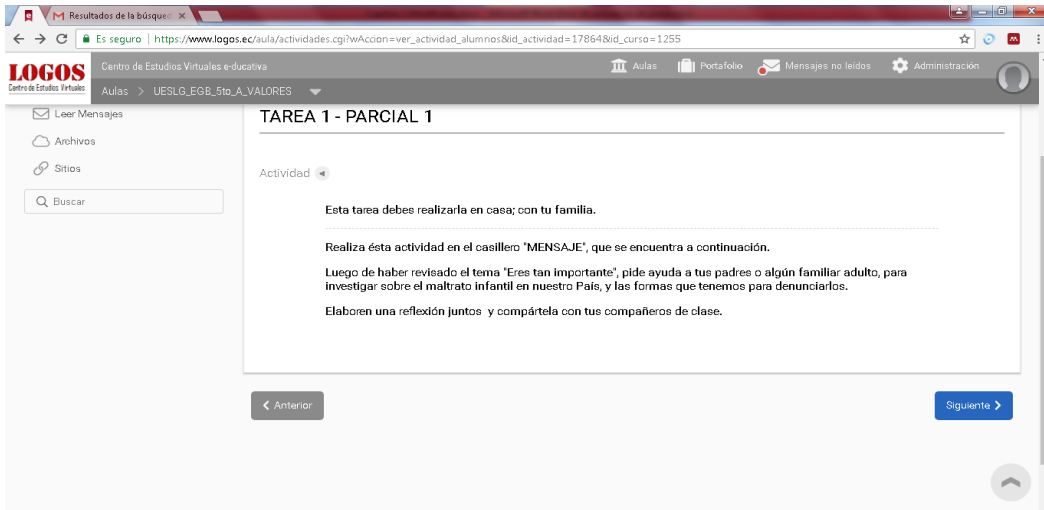 Resultados de la búsqued
Es seguro | https://www.logos.ec/aula/actividades.cgi?wAccion=ver_actividad_alumnos&id_actividad=17864&id_curso=1255
LOGOS
Centro de Estudios Virtuales
Centro de Estudios Virtuales e-ducativa
Aulas
Portafolio
Mensajes no leídos
Administración
Aulas > UESLG_EGB_5to_A_VALORES
Leer Mensajes
Archivos
Sitios
Buscar
TAREA 1 - PARCIAL 1
Actividad
Esta tarea debes realizarla en casa; con tu familia.
Realiza ésta actividad en el casillero "MENSAJE", que se encuentra a continuación.
Luego de haber revisado el tema "Eres tan importante", pide ayuda a tus padres o algún familiar adulto, para
investigar sobre el maltrato infantil en nuestro País, y las formas que tenemos para denunciarlos.
Elaboren una reflexión juntos y compártela con tus compañeros de clase.
Anterior
Siguiente